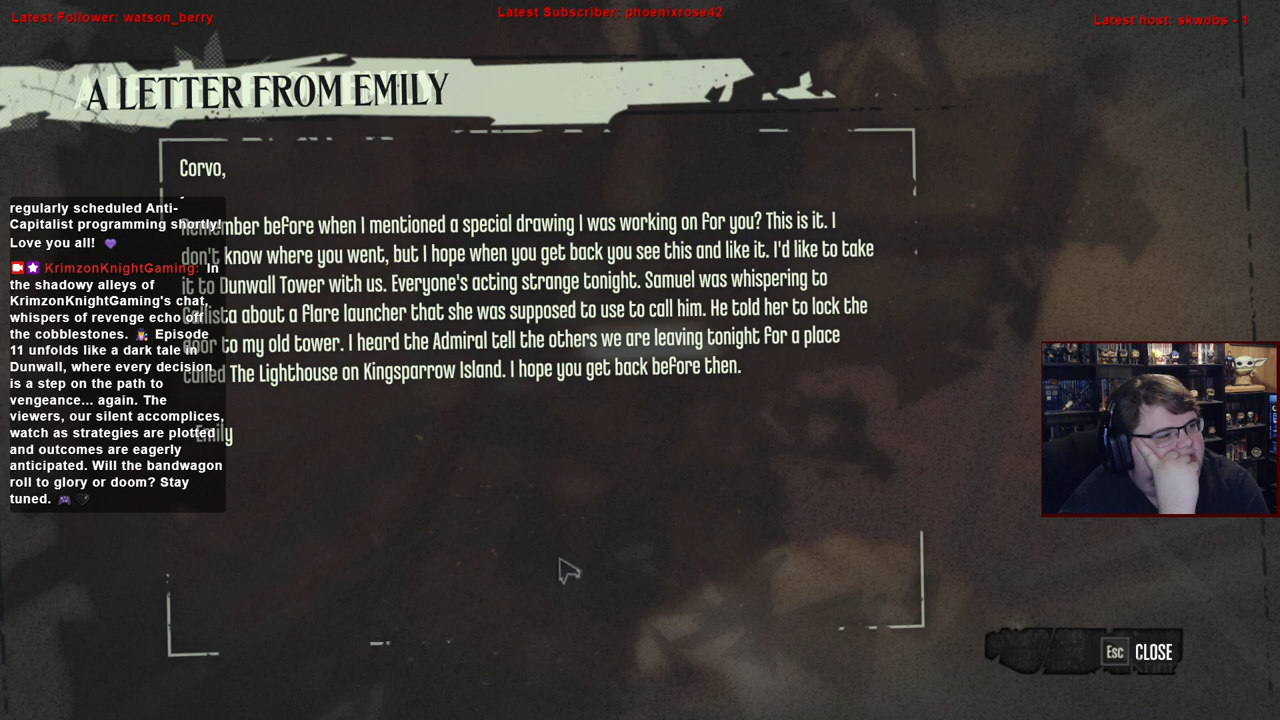 Latest Follower: watson_berry
Latest Subscriber: phoenixrose42
Latest host: skwobs - 1
A LETTER FROM EMILY
Corvo,
Remember before when I mentioned a special drawing I was working on for you? This is it. I
don't know where you went, but I hope when you get back you see this and like it. I'd like to take
it to Dunwall Tower with us. Everyone's acting strange tonight. Samuel was whispering to
Callista about a flare launcher that she was supposed to use to call him. He told her to lock the
door to my old tower. I heard the Admiral tell the others we are leaving tonight for a place
called The Lighthouse on Kingsparrow Island. I hope you get back before then.
Emily
regularly scheduled Anti-
Capitalist programming shortly!
Love you all! 💜
KrimzonKnightGaming: In
the shadowy alleys of
KrimzonKnightGaming's chat,
whispers of revenge echo off
the cobblestones. Episode
11 unfolds like a dark tale in
Dunwall, where every decision
is a step on the path to
vengeance... again. The
viewers, our silent accomplices,
watch as strategies are plotted
and outcomes are eagerly
anticipated. Will the bandwagon
roll to glory or doom? Stay
tuned. 🎮 🖤
Esc CLOSE